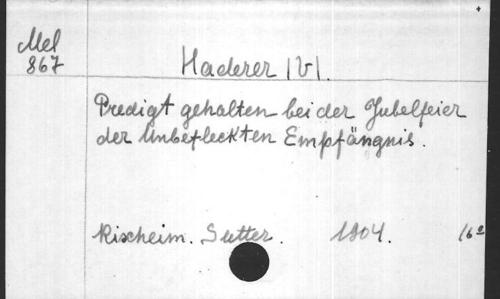 Mel
867
Haderer (V).
Predigt gehalten bei der Jubelfeier
der Unbefleckten Empfängnis.
Rixheim. Sutter. 1904. 16°